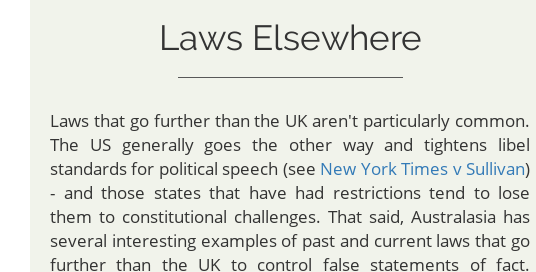 Laws Elsewhere
Laws that go further than the UK aren't particularly common.
The US generally goes the other way and tightens libel
standards for political speech (see New York Times v Sullivan)
- and those states that have had restrictions tend to lose
them to constitutional challenges. That said, Australasia has
several interesting examples of past and current laws that go
further than the UK to control false statements of fact.